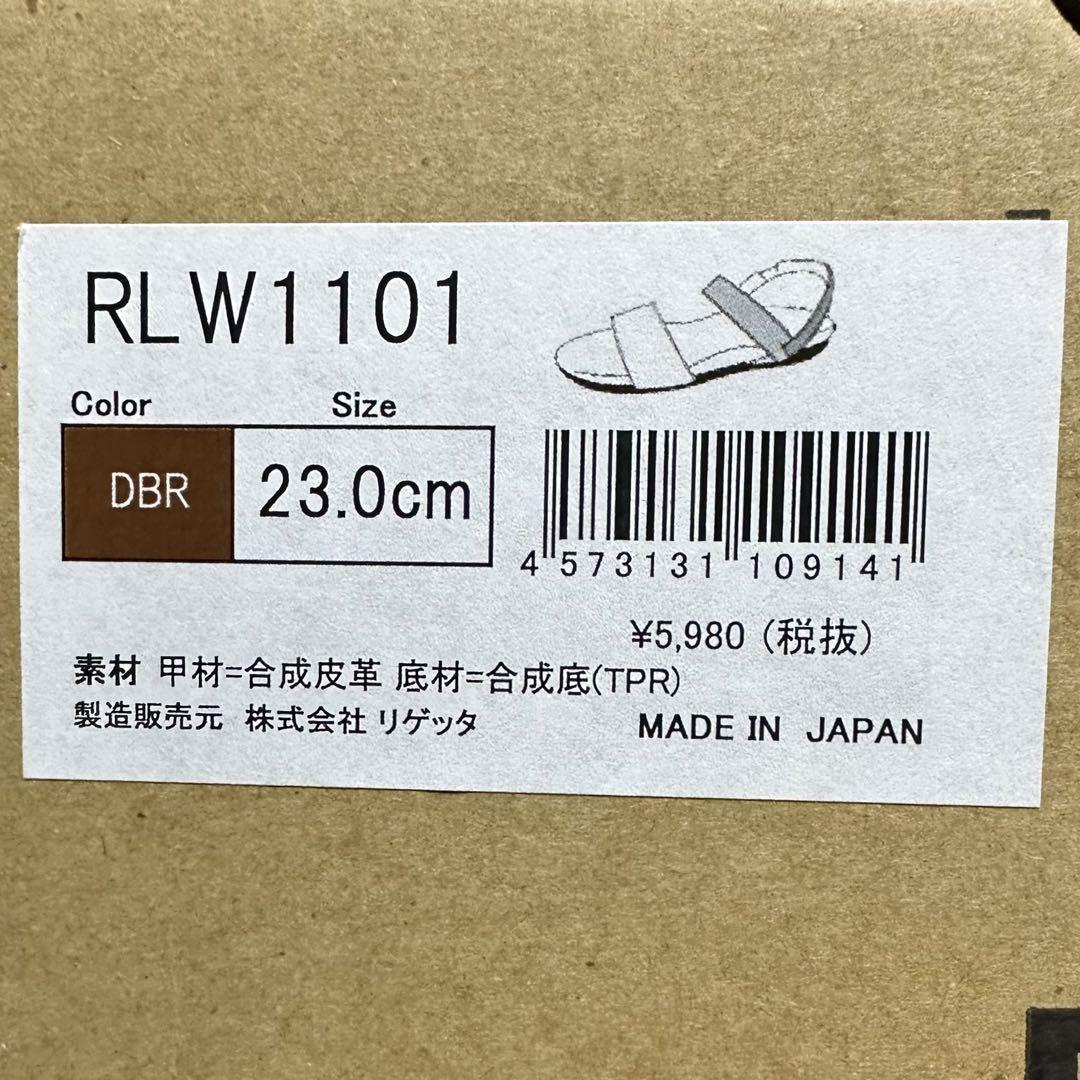 RLW1101
Color Size
DBR 23.0cm
4 573131 109141
¥5,980 (税抜)
素材 甲材=合成皮革 底材=合成底(TPR)
製造販売元 株式会社 リゲッタ MADE IN JAPAN